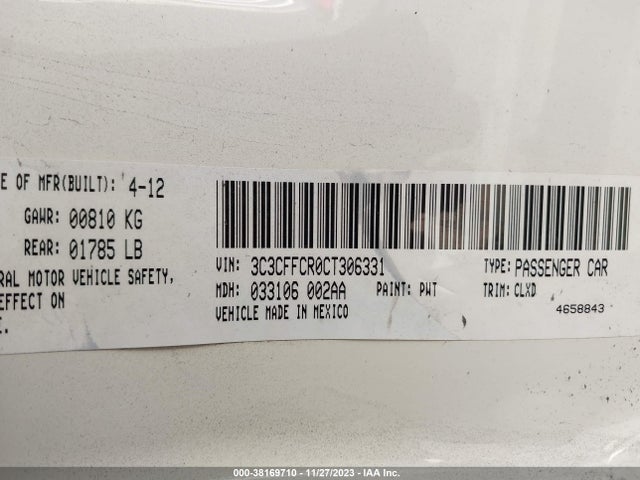 E OF MFR(BUILT): 4-12
GAWR: 00810 KG
REAR: 01785 LB
RAL MOTOR VEHICLE SAFETY,
EFFECT ON
E.
VIN: 3C3CFFCR0CT306331 TYPE: PASSENGER CAR
MDH: 033106 002AA PAINT: PWT TRIM: CLXD
VEHICLE MADE IN MEXICO 4658843
000-38169710 - 11/27/2023 - IAA Inc.